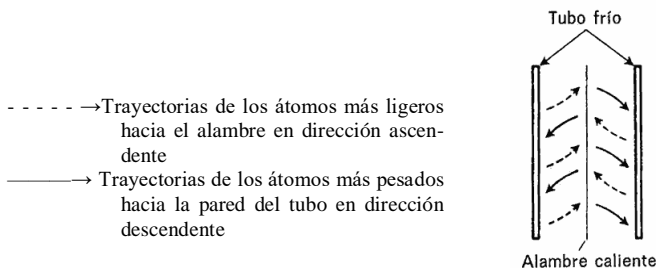 Tubo frío
- - - - - →Trayectorias de los átomos más ligeros
hacia el alambre en dirección ascen-
dente
———→ Trayectorias de los átomos más pesados
hacia la pared del tubo en dirección
descendente
Alambre caliente